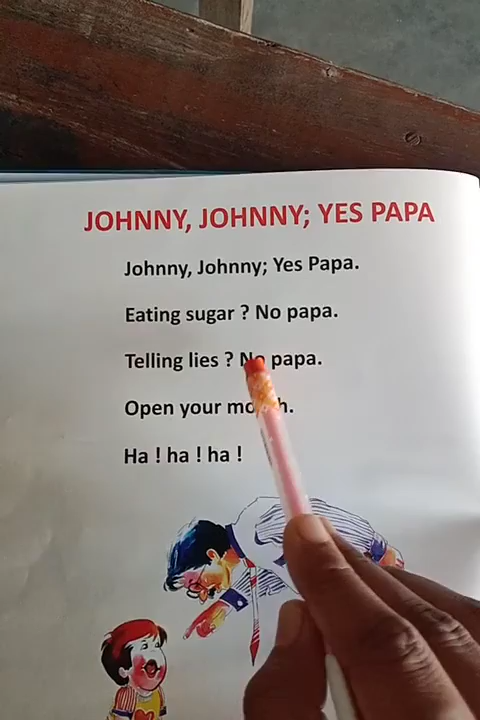 JOHNNY, JOHNNY; YES PAPA
Johnny, Johnny; Yes Papa.
Eating sugar ? No papa.
Telling lies ? No papa.
Open your mouth.
Ha ! ha ! ha !